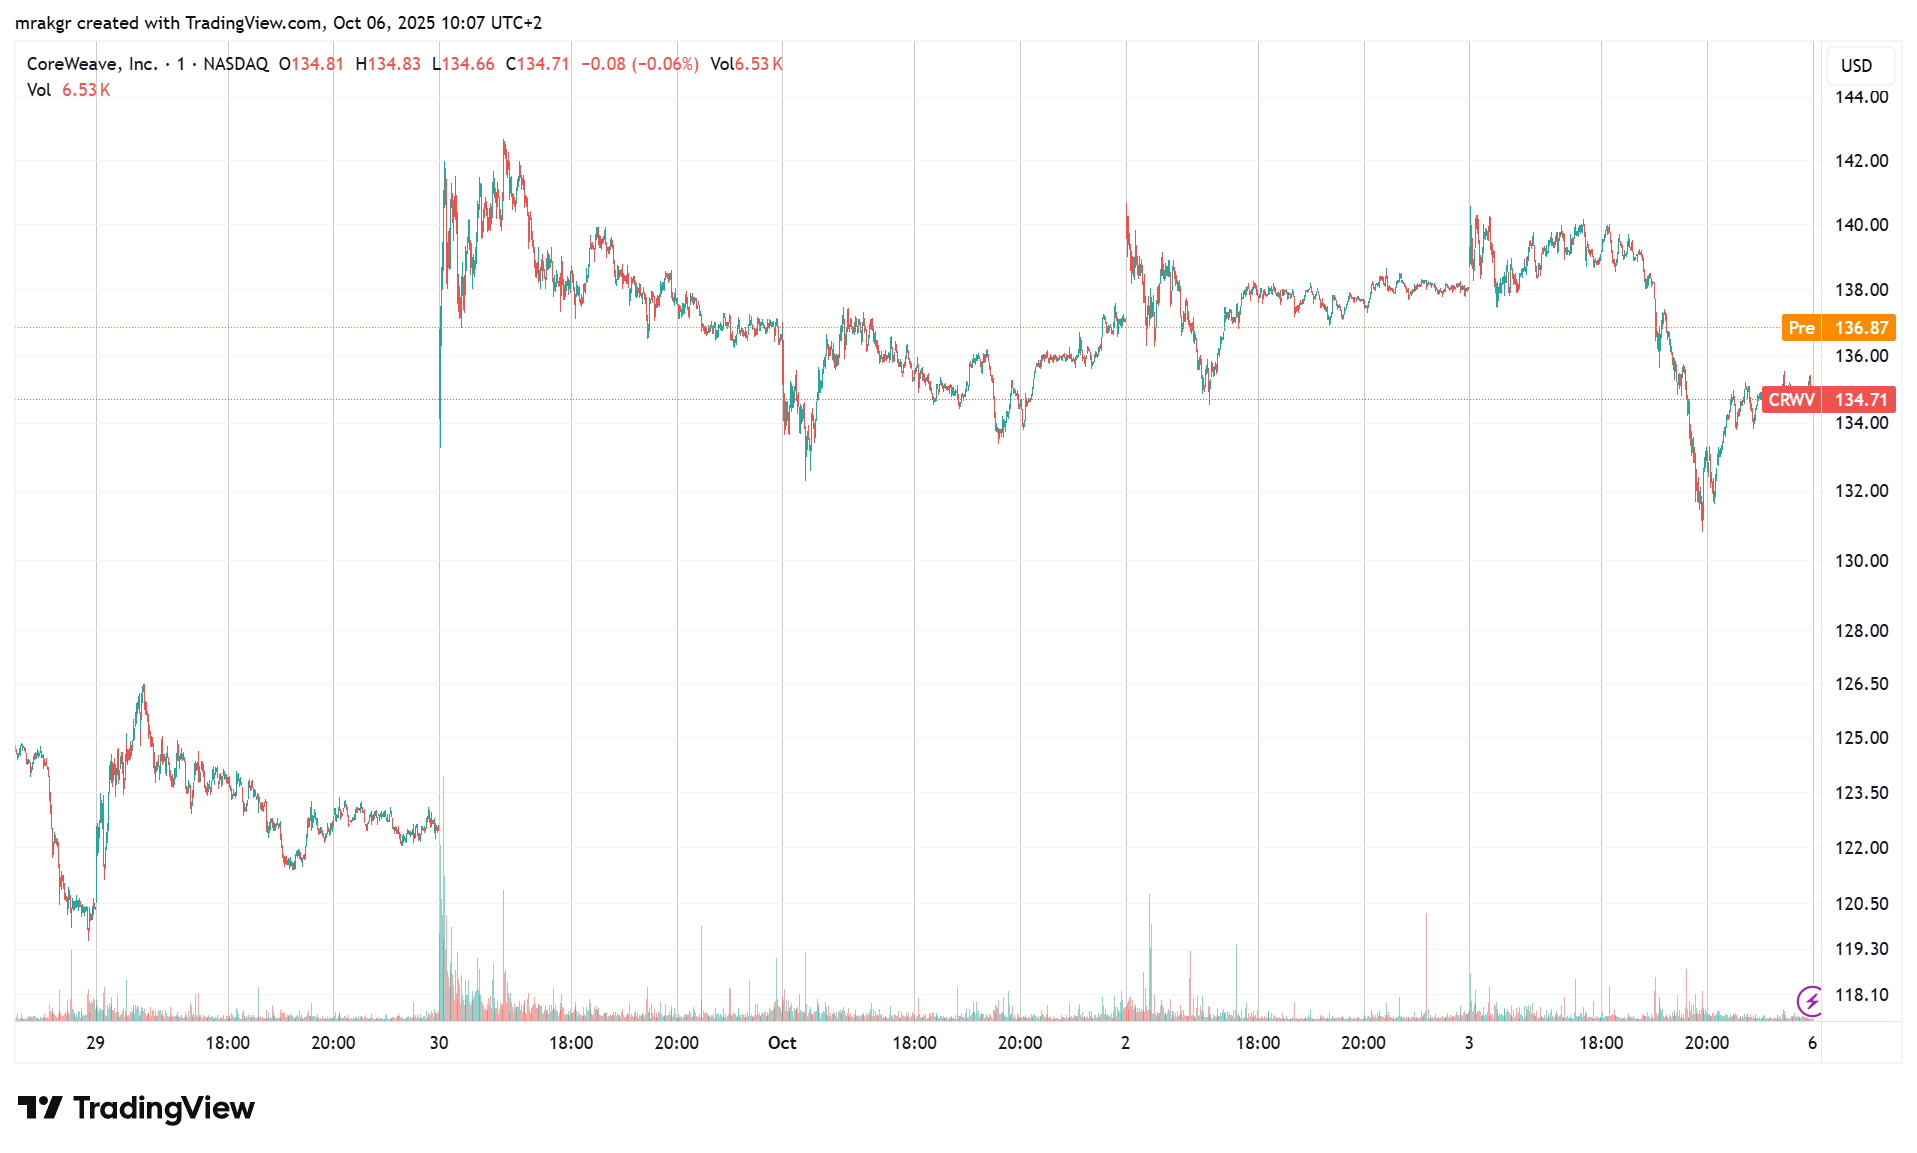 mrakgr created with TradingView.com, Oct 06, 2025 10:07 UTC+2
CoreWeave, Inc. · 1 · NASDAQ O134.81 H134.83 L134.66 C134.71 −0.08 (−0.06%) Vol6.53 K
Vol 6.53 K
USD
144.00
142.00
140.00
138.00
Pre 136.87
136.00
CRWV 134.71
134.00
132.00
130.00
128.00
126.50
125.00
123.50
122.00
120.50
119.30
118.10
29 18:00 20:00 30 18:00 20:00 Oct 18:00 20:00 2 18:00 20:00 3 18:00 20:00 6
TradingView